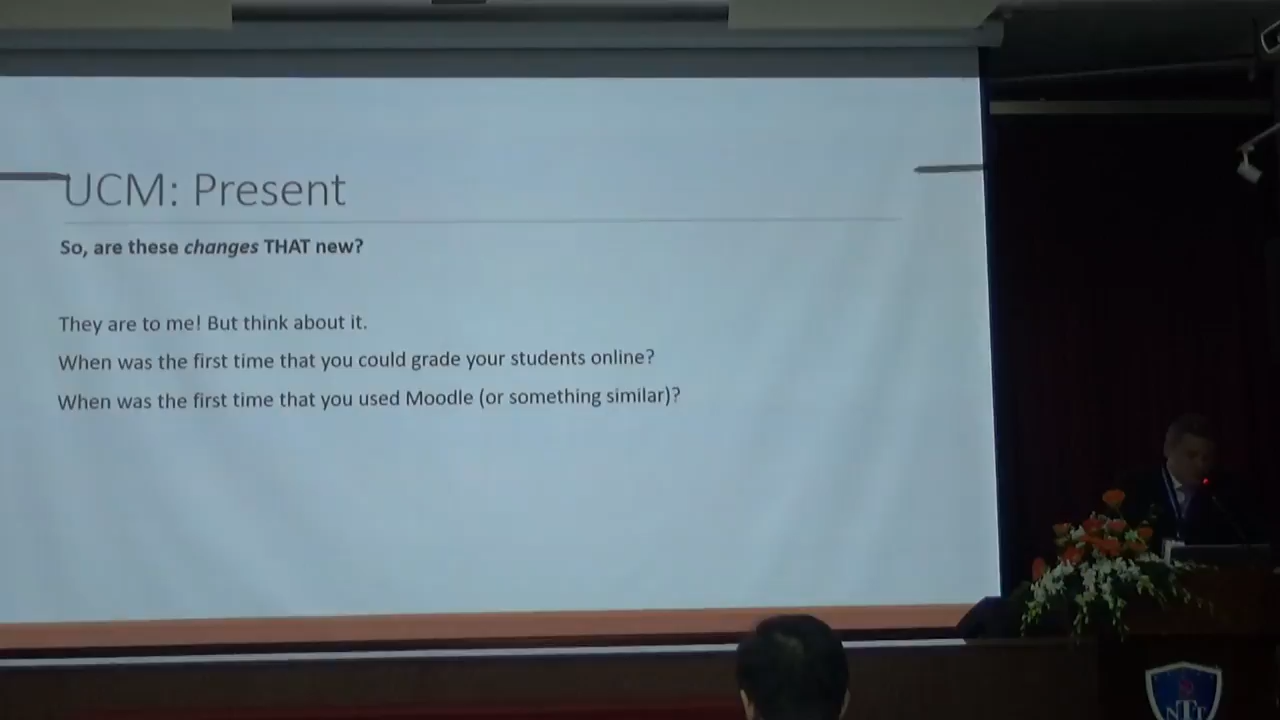 UCM: Present
So, are these changes THAT new?
They are to me! But think about it.
When was the first time that you could grade your students online?
When was the first time that you used Moodle (or something similar)?
NTT